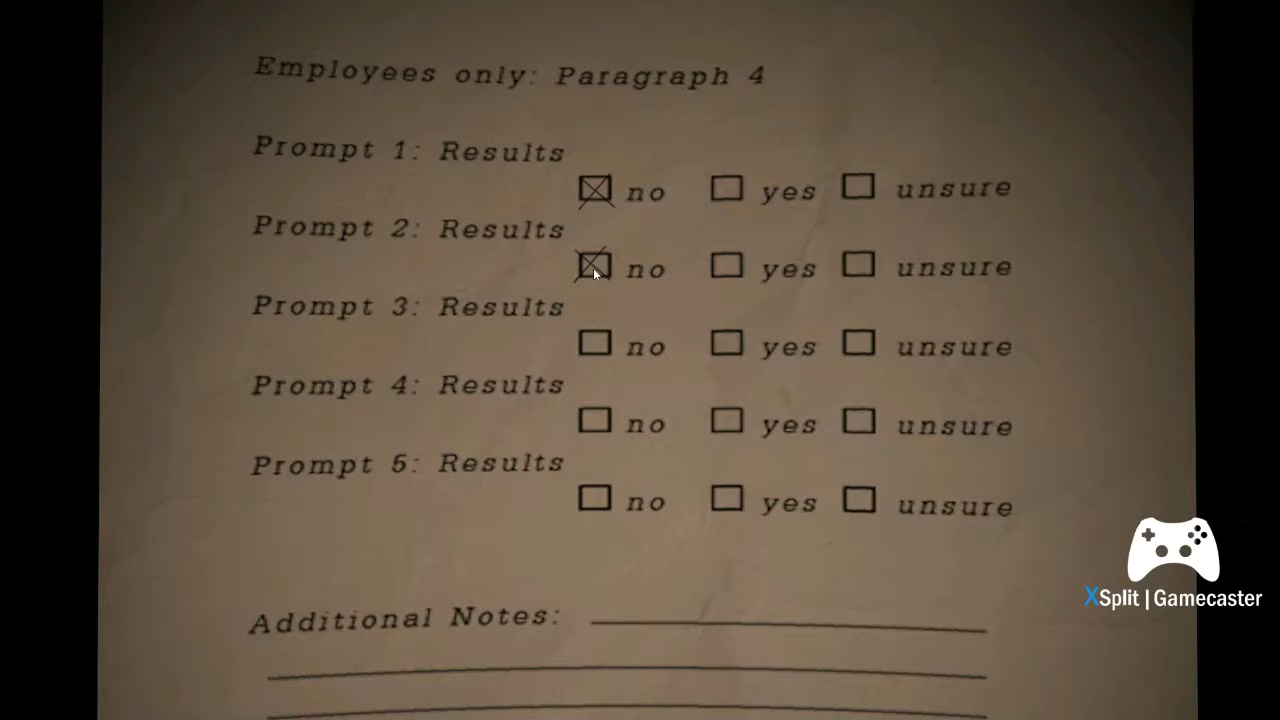 Employees only: Paragraph 4
Prompt 1: Results
no yes unsure
Prompt 2: Results
no yes unsure
Prompt 3: Results
no yes unsure
Prompt 4: Results
no yes unsure
Prompt 5: Results
no yes unsure
XSplit | Gamecaster
Additional Notes: